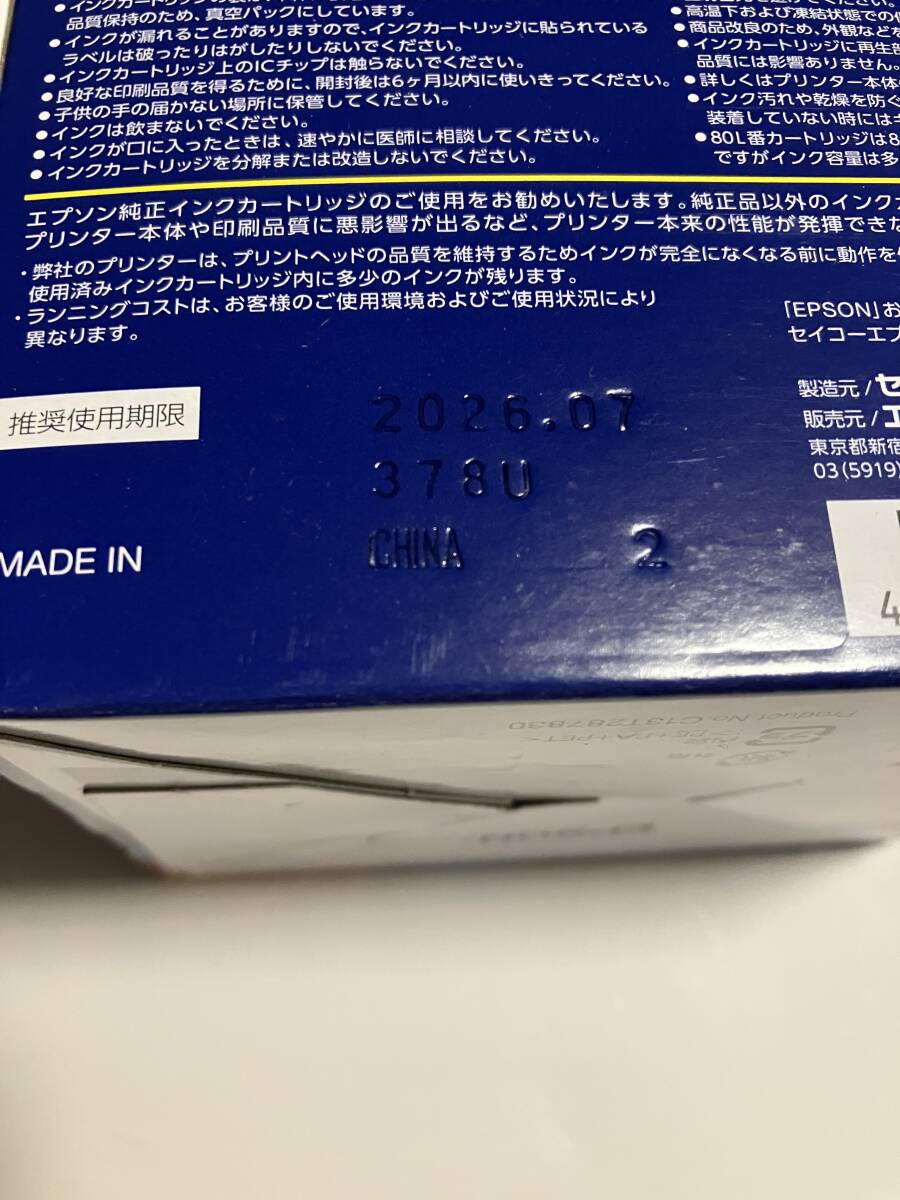 品質保持のため、真空パックにしています。
●インクが漏れることがありますので、インクカートリッジに貼られている
ラベルは破ったりはがしたりしないでください。
●インクカートリッジ上のICチップは触らないでください。
●良好な印刷品質を得るために、開封後は6ヶ月以内に使いきってください。
●子供の手の届かない場所に保管してください。
●インクは飲まないでください。
●インクが口に入ったときは、速やかに医師に相談してください。
●インクカートリッジを分解または改造しないでください。
●高温下および凍結状態での
●商品改良のため、外観などを
●インクカートリッジに再生部
品質には影響ありません。
●詳しくはプリンター本体の
●インク汚れや乾燥を防ぐ
装着していない時には
●80L番カートリッジは8
ですがインク容量は多
エプソン純正インクカートリッジのご使用をお勧めいたします。純正品以外のインク
プリンター本体や印刷品質に悪影響が出るなど、プリンター本来の性能が発揮できな
・弊社のプリンターは、プリントヘッドの品質を維持するためインクが完全になくなる前に動作を
使用済みインクカートリッジ内に多少のインクが残ります。
・ランニングコストは、お客様のご使用環境およびご使用状況により
異なります。
「EPSON」お
セイコーエプ
製造元/セ
販売元/エ
東京都新宿
03(5919)
推奨使用期限
2026.07
378U
MADE IN
CHINA 2
4
Product No.C13T287830